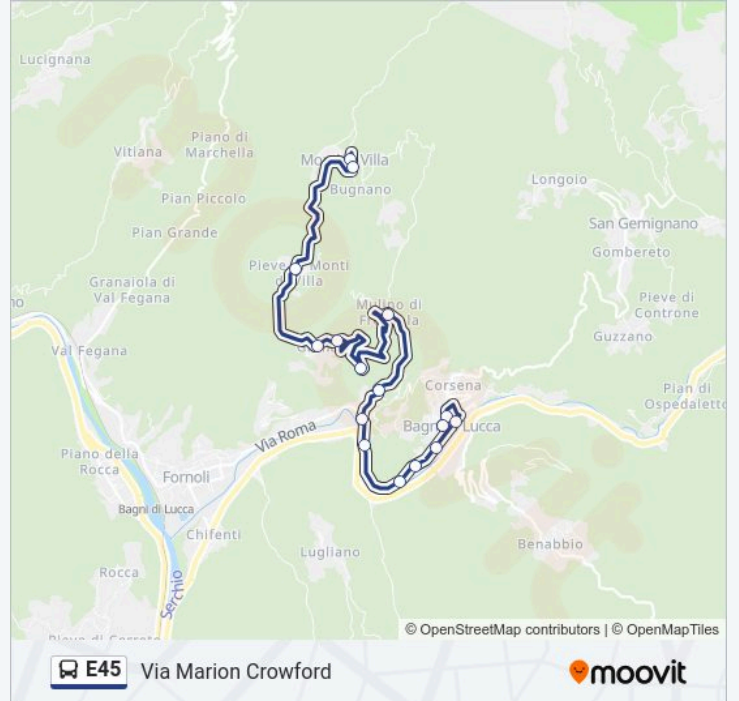 Lucignana
Piano di
Marchella
Vitiana
Villa
Bugnano
Longoio
Pian Piccolo
San Gemignano
Pian Grande
Gombereto
Pieve
Monti
Villa
Granaiola di
Val Fegana
Pieve di
Controne
Mulino di
Guzzano
Val Fegana
Corsena
Pian di
Ospedaletto
Via Roma
Lucca
Piano della
Rocca
Fornoli
Bagni di Lucca
Chifenti
Benabbio
Lugliano
Rocca
Serchio
© OpenStreetMap contributors | © OpenMapTiles
E45 Via Marion Crowford
moovit